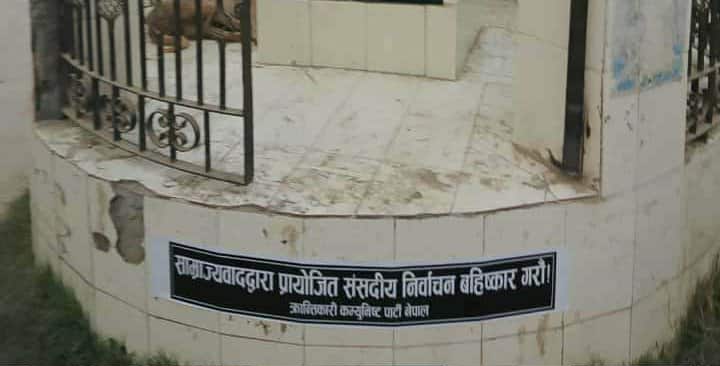 साम्राज्यवादद्वारा प्रायोजित संसदीय निर्वाचन बहिष्कार गरौं!
क्रान्तिकारी कम्युनिष्ट पार्टी नेपाल